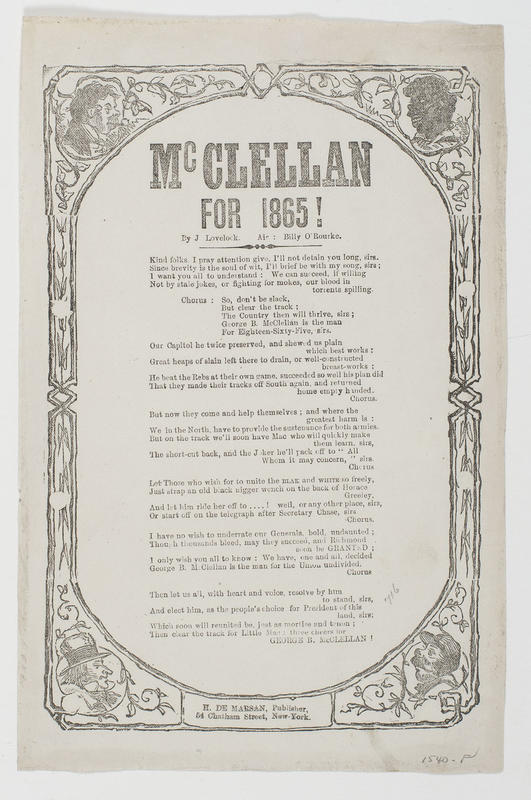 McCLELLAN
FOR 1865!
By J Lovelock. Air: Billy O'Rourke.
Kind folks, I pray attention give, I'll not detain you long, sirs.
Since brevity is the soul of wit, I'll brief be with my song, sirs;
I want you all to understand: We can succeed, if willing
Not by stale jokes, or fighting for mokes, our blood in
torrents spilling.
Chorus: So, don't be slack,
But clear the track;
The Country then will thrive, sirs;
George B. McClellan is the man
For Eighteen-Sixty-Five, sirs.
Our Capitol he twice preserved, and shewed us plain
which best works:
Great heaps of slain left there to drain, or well-constructed
breast-works;
He beat the Rebs at their own game, succeeded so well his plan did
That they made their tracks off South again, and returned
home empty handed.
Chorus.
But now they come and help themselves; and where the
greatest harm is:
We in the North, have to provide the sustenance for both armies.
But on the track we'll soon have Mac who will quickly make
them learn, sirs,
The short-cut back, and the Joker he'll pack off to "All
Whom it may concern," sirs.
Chorus
Let Those who wish for to unite the BLAK and WHITE so freely,
Just strap an old black nigger wench on the back of Horace
Greeley.
And let him ride her off to ....! well, or any other place, sirs,
Or start off on the telegraph after Secretary Chase, sirs
Chorus.
I have no wish to underrate our Generals, bold, undaunted;
Though thousands bleed, may they succeed, and Richmond
soon be GRANTeD;
I only wish you all to know: We have, one and all, decided
George B. McClellan is the man for the Union undivided.
Chorus
Then let us all, with heart and voice, resolve by him
to stand, sirs,
And elect him, as the people's choice for President of this
land, sirs;
Which soon will reunited be, just as mortise and tenon;
Then clear the track for Little Mac: three cheers for
GEORGE B. McCLELLAN!
H. DE MARSAN, Publisher,
54 Chatham Street, New-York.
1540-P